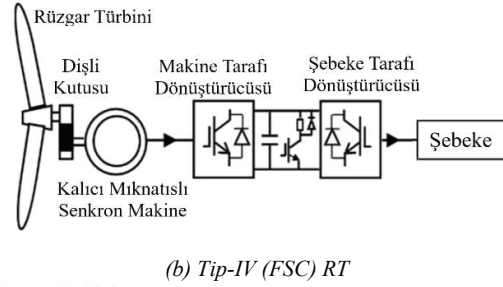 Rüzgar Türbini
Dişli
Kutusu
Makine Tarafı
Dönüştürücüsü
Şebeke Tarafı
Dönüştürücüsü
Şebeke
Kalıcı Mıknatıslı
Senkron Makine
(b) Tip-IV (FSC) RT